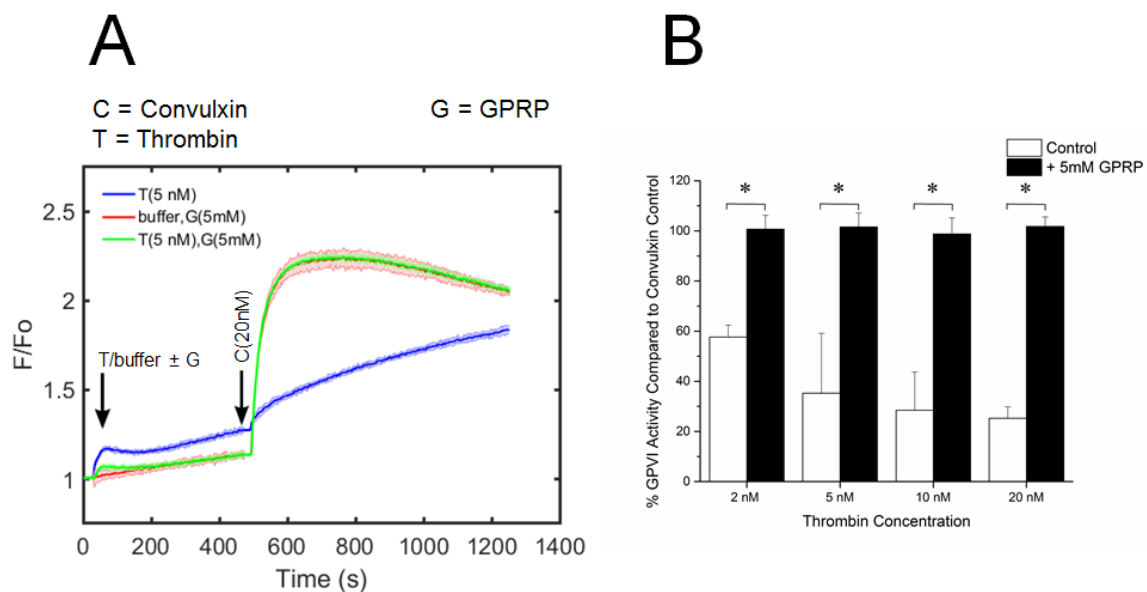 A
C = Convulxin
G = GPRP
T = Thrombin
T(5 nM)
buffer,G(5mM)
T(5 nM),G(5mM)
T/buffer ± G
C(20nM)
F/Fo
2.5
2
1.5
1
0
200
400
600
800
1000
1200
1400
Time (s)
B
Control
+ 5mM GPRP
% GPVI Activity Compared to Convulxin Control
120
100
80
60
40
20
0
*
*
*
*
2 nM
5 nM
10 nM
20 nM
Thrombin Concentration